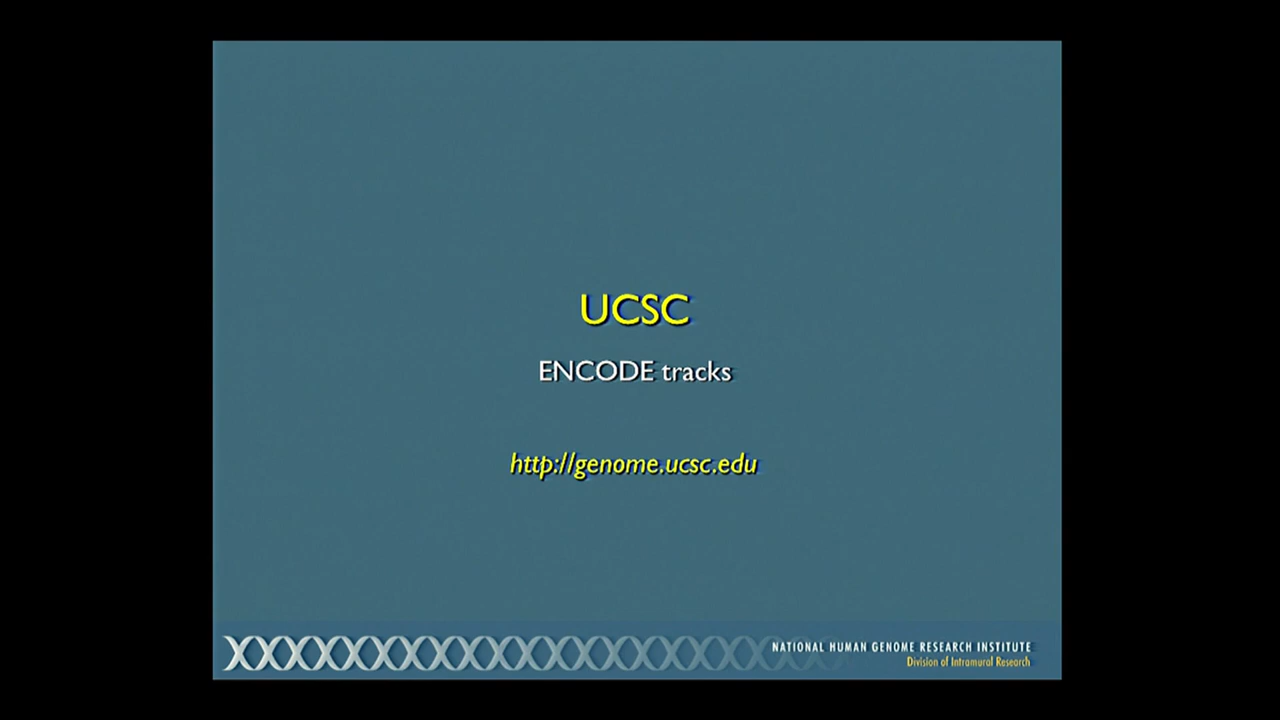 UCSC
ENCODE tracks
http://genome.ucsc.edu
NATIONAL HUMAN GENOME RESEARCH INSTITUTE
Division of Intramural Research